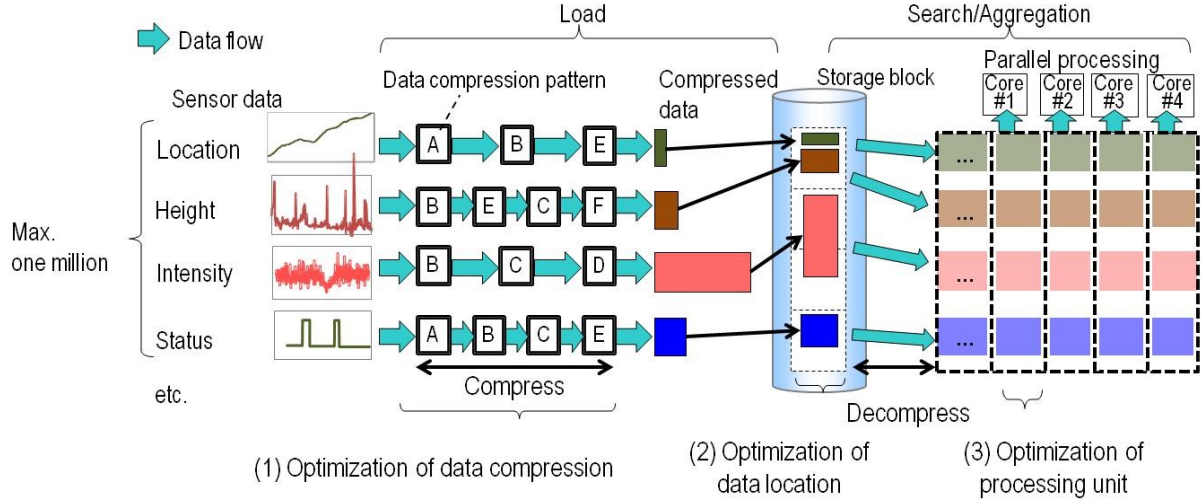 Load
Search/Aggregation
Data flow
Data compression pattern
Compressed
data
Storage block
Parallel processing
Core
#1
Core
#2
Core
#3
Core
#4
Sensor data
Location
A
B
E
...
Height
B
E
C
F
...
Max.
one million
Intensity
B
C
D
...
Status
A
B
C
E
...
etc.
Compress
Decompress
(1) Optimization of data compression
(2) Optimization of
data location
(3) Optimization of
processing unit